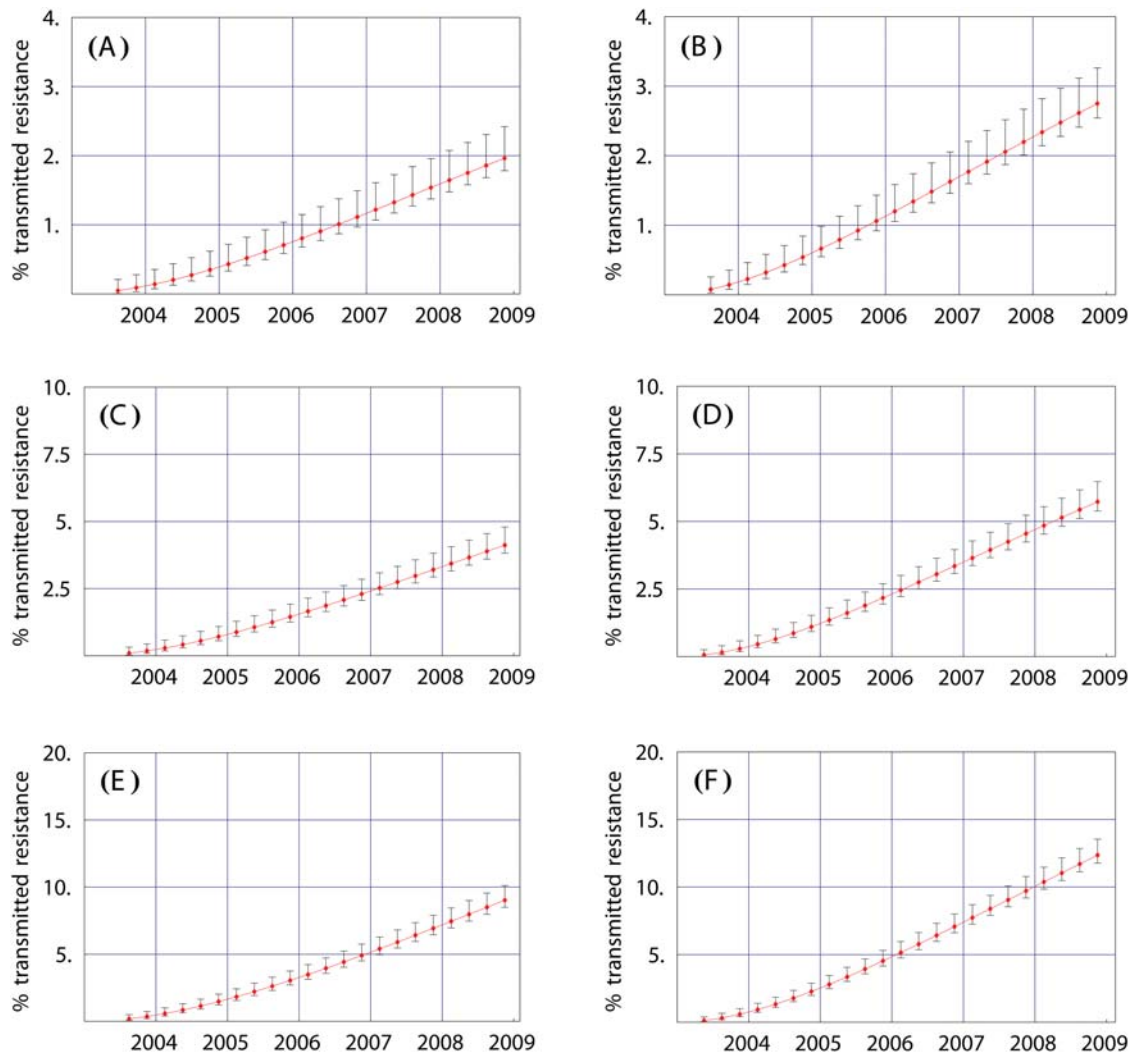 (A)
% transmitted resistance
4.
3.
2.
1.
2004 2005 2006 2007 2008 2009
(B)
% transmitted resistance
4.
3.
2.
1.
2004 2005 2006 2007 2008 2009
(C)
% transmitted resistance
10.
7.5
5.
2.5
2004 2005 2006 2007 2008 2009
(D)
% transmitted resistance
10.
7.5
5.
2.5
2004 2005 2006 2007 2008 2009
(E)
% transmitted resistance
20.
15.
10.
5.
2004 2005 2006 2007 2008 2009
(F)
% transmitted resistance
20.
15.
10.
5.
2004 2005 2006 2007 2008 2009